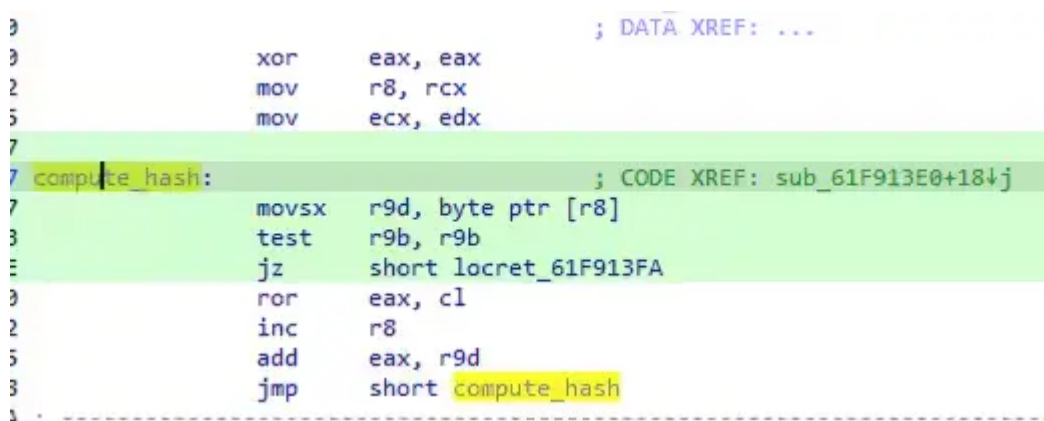 ; DATA XREF: ...
xor eax, eax
mov r8, rcx
mov ecx, edx
compute_hash: ; CODE XREF: sub_61F913E0+18↓j
movsx r9d, byte ptr [r8]
test r9b, r9b
jz short locret_61F913FA
ror eax, cl
inc r8
add eax, r9d
jmp short compute_hash